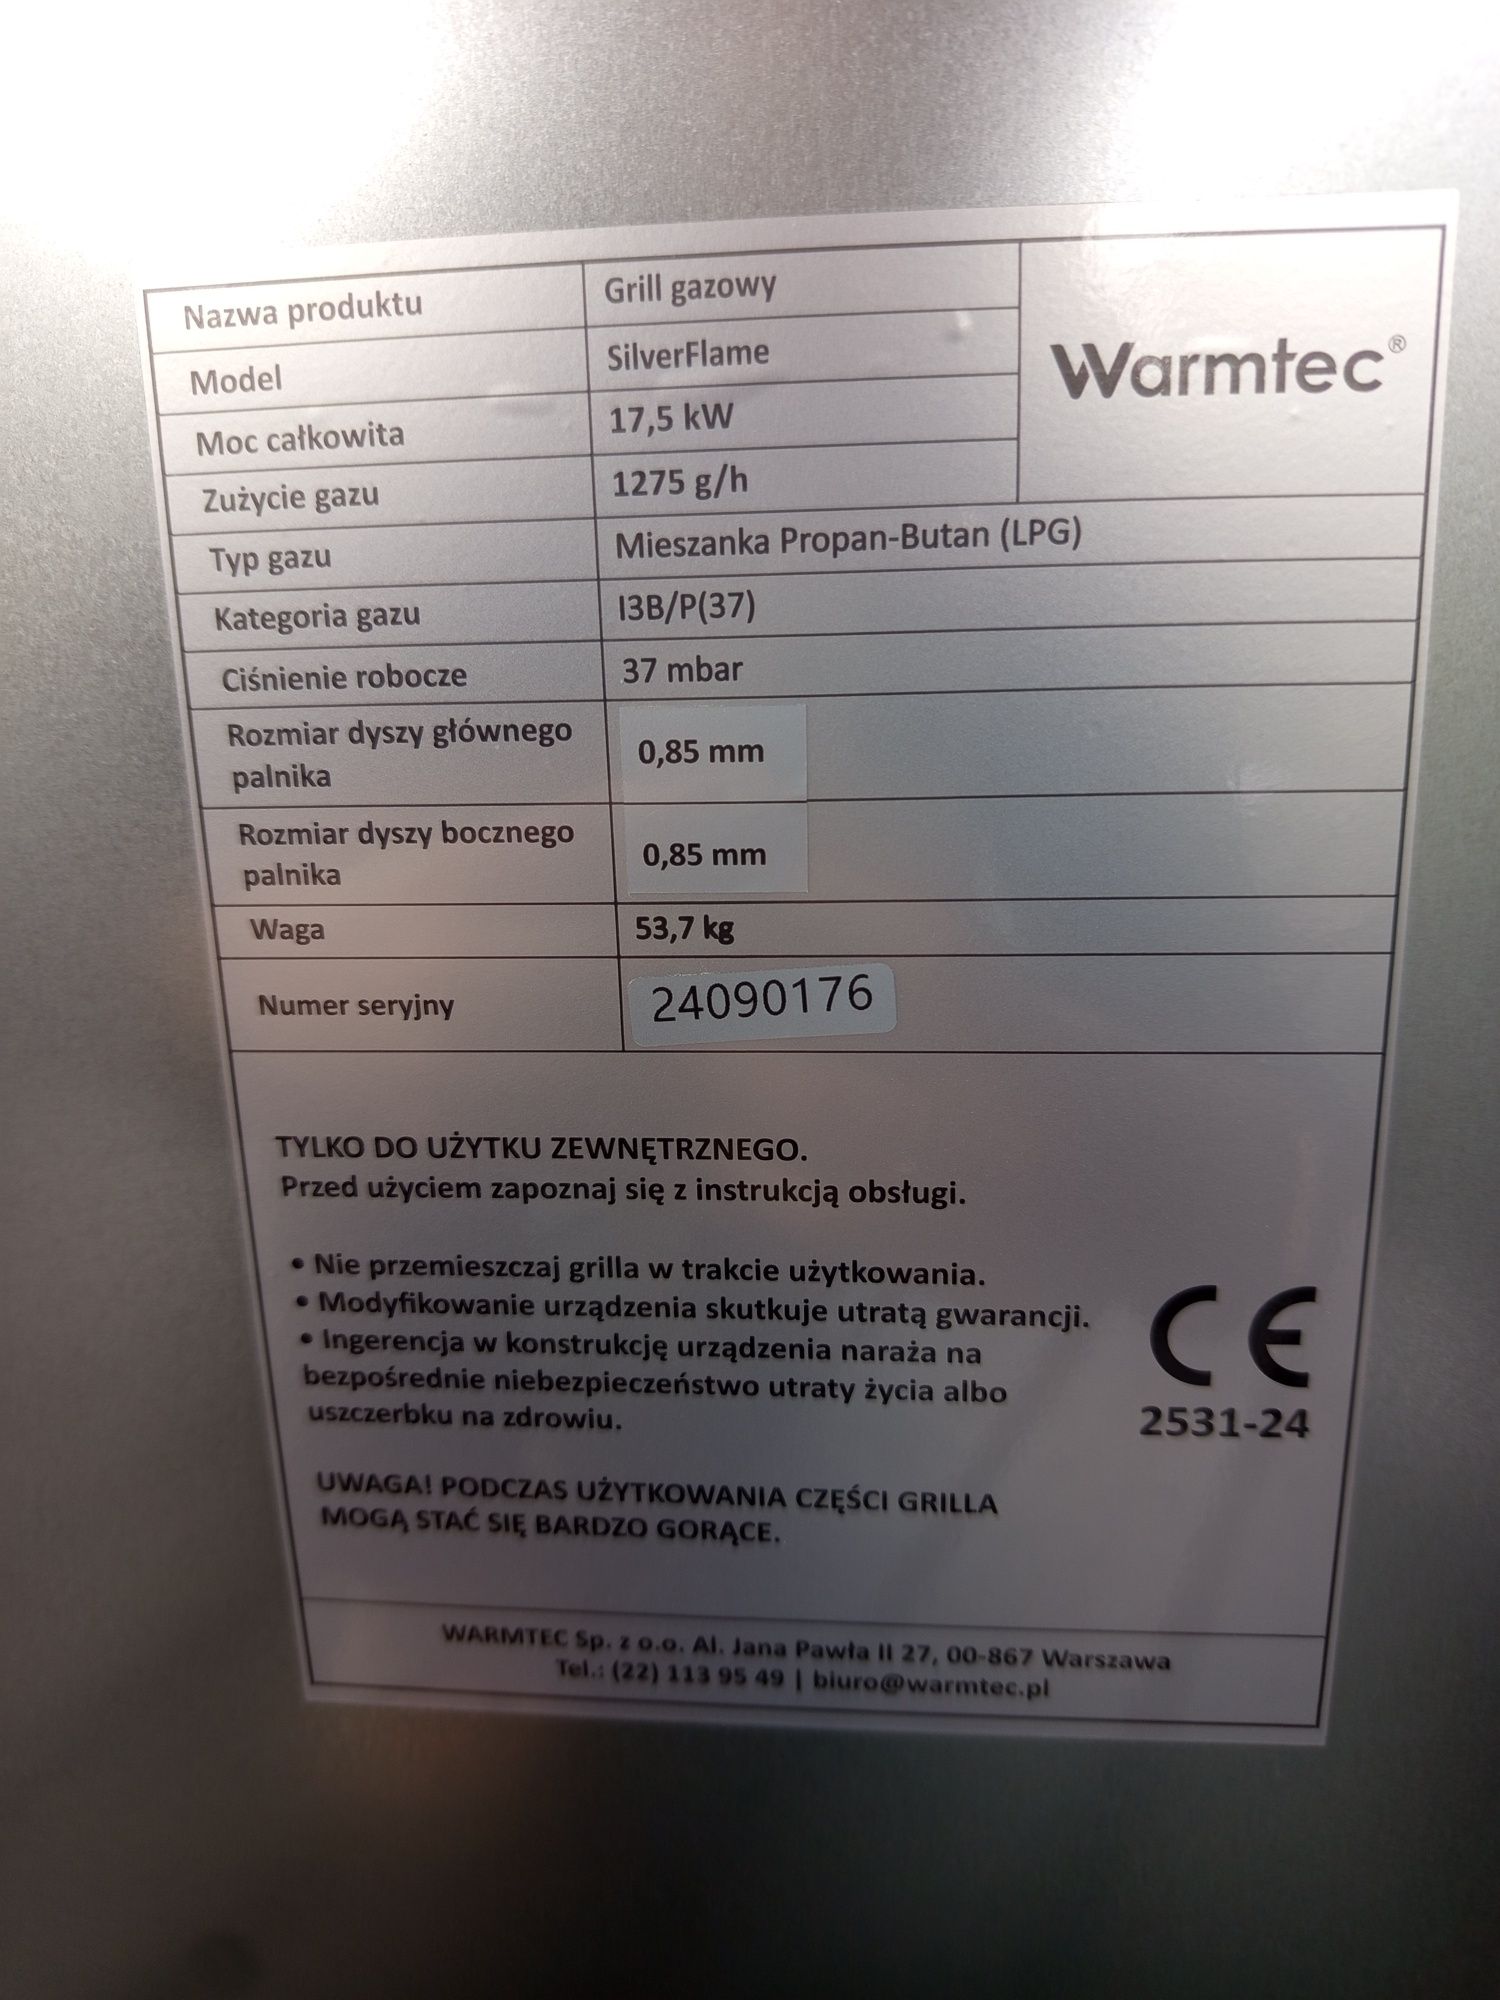 Nazwa produktu Grill gazowy
Warmtec®
Model SilverFlame
Moc całkowita 17,5 kW
Zużycie gazu 1275 g/h
Typ gazu Mieszanka Propan-Butan (LPG)
Kategoria gazu I3B/P(37)
Ciśnienie robocze 37 mbar
Rozmiar dyszy głównego
palnika
0,85 mm
Rozmiar dyszy bocznego
palnika
0,85 mm
Waga 53,7 kg
Numer seryjny 24090176
TYLKO DO UŻYTKU ZEWNĘTRZNEGO.
Przed użyciem zapoznaj się z instrukcją obsługi.
• Nie przemieszczaj grilla w trakcie użytkowania.
• Modyfikowanie urządzenia skutkuje utratą gwarancji.
• Ingerencja w konstrukcję urządzenia naraża na
bezpośrednie niebezpieczeństwo utraty życia albo
uszczerbku na zdrowiu.
CE
2531-24
UWAGA! PODCZAS UŻYTKOWANIA CZĘŚCI GRILLA
MOGĄ STAĆ SIĘ BARDZO GORĄCE.
WARMTEC Sp. z o.o. Al. Jana Pawła II 27, 00-867 Warszawa
Tel.: (22) 113 95 49 | biuro@warmtec.pl